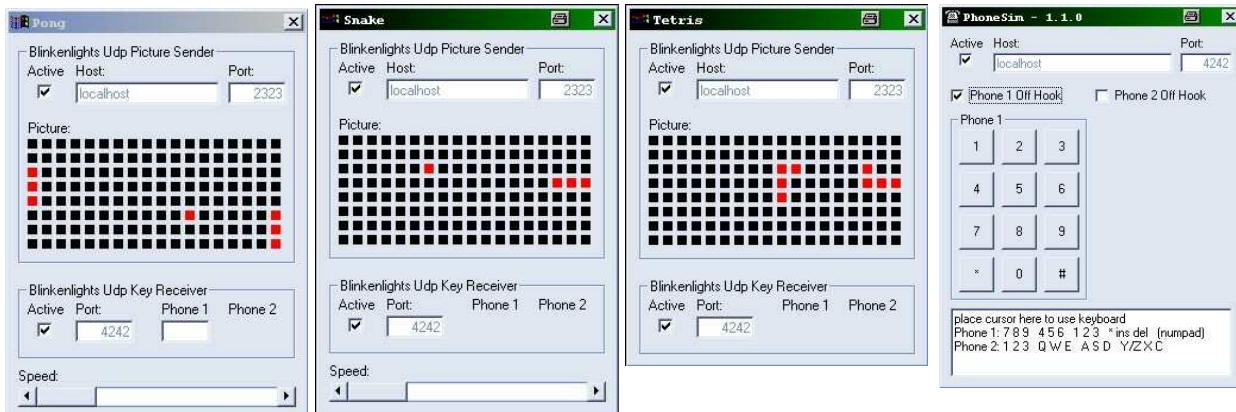 Pong
Blinkenlights Udp Picture Sender
Active Host: Port:
localhost 2323
Picture:
Blinkenlights Udp Key Receiver
Active Port: Phone 1 Phone 2
4242
Speed:
Snake
Blinkenlights Udp Picture Sender
Active Host: Port:
localhost 2323
Picture:
Blinkenlights Udp Key Receiver
Active Port: Phone 1 Phone 2
4242
Speed:
Tetris
Blinkenlights Udp Picture Sender
Active Host: Port:
localhost 2323
Picture:
Blinkenlights Udp Key Receiver
Active Port: Phone 1 Phone 2
4242
PhoneSim - 1.1.0
Active Host: Port:
localhost 4242
Phone 1 Off Hook Phone 2 Off Hook
Phone 1
1 2 3
4 5 6
7 8 9
* 0 #
place cursor here to use keyboard
Phone 1: 7 8 9 4 5 6 1 2 3 * ins del (numpad)
Phone 2: 1 2 3 Q W E A S D Y/Z X C